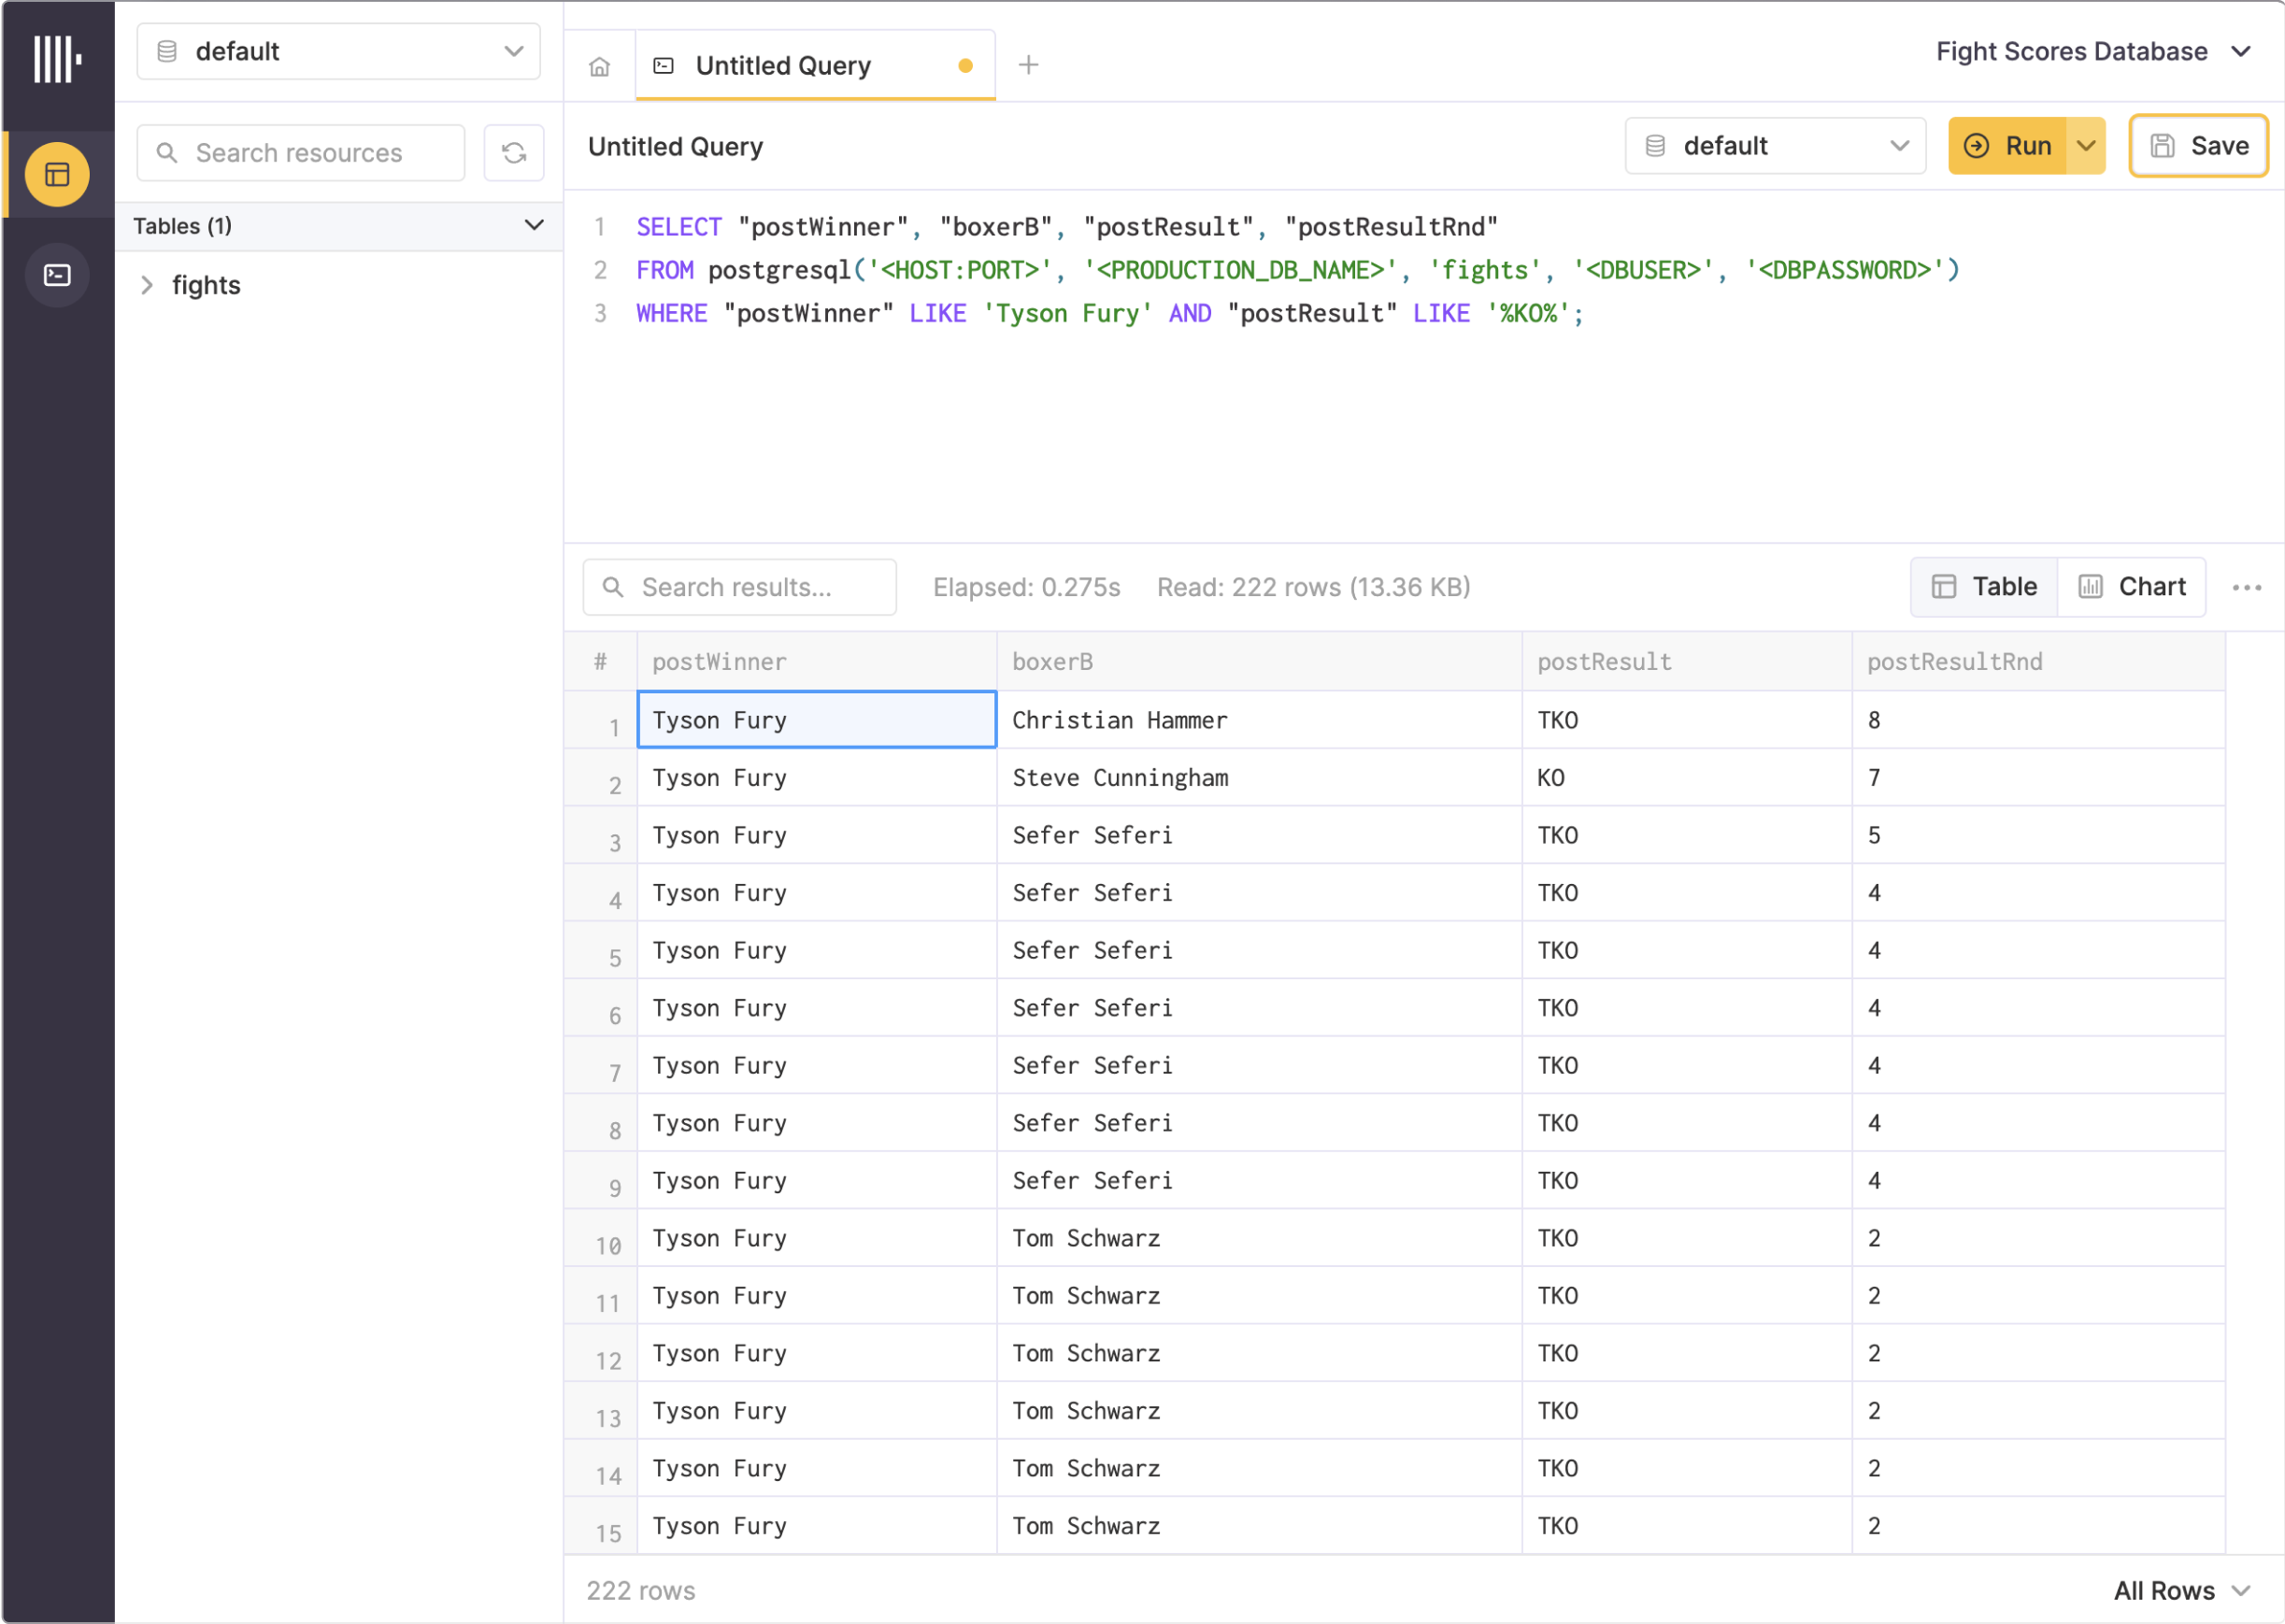 default
Untitled Query
Fight Scores Database
Search resources
Untitled Query
default
Run
Save
Tables (1)
fights
1 SELECT "postWinner", "boxerB", "postResult", "postResultRnd"
2 FROM postgresql('<HOST:PORT>', '<PRODUCTION_DB_NAME>', 'fights', '<DBUSER>', '<DBPASSWORD>')
3 WHERE "postWinner" LIKE 'Tyson Fury' AND "postResult" LIKE '%KO%';
Search results...
Elapsed: 0.275s
Read: 222 rows (13.36 KB)
Table
Chart
# postWinner boxerB postResult postResultRnd
1 Tyson Fury Christian Hammer TKO 8
2 Tyson Fury Steve Cunningham KO 7
3 Tyson Fury Sefer Seferi TKO 5
4 Tyson Fury Sefer Seferi TKO 4
5 Tyson Fury Sefer Seferi TKO 4
6 Tyson Fury Sefer Seferi TKO 4
7 Tyson Fury Sefer Seferi TKO 4
8 Tyson Fury Sefer Seferi TKO 4
9 Tyson Fury Sefer Seferi TKO 4
10 Tyson Fury Tom Schwarz TKO 2
11 Tyson Fury Tom Schwarz TKO 2
12 Tyson Fury Tom Schwarz TKO 2
13 Tyson Fury Tom Schwarz TKO 2
14 Tyson Fury Tom Schwarz TKO 2
15 Tyson Fury Tom Schwarz TKO 2
222 rows
All Rows